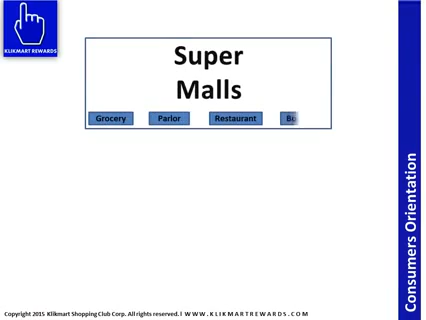 KLIKMART REWARDS
Super
Malls
Grocery Parlor Restaurant
Consumers Orientation
Copyright 2015 Klikmart Shopping Club Corp. All rights reserved. I WWW.KLIKMARTREWARDS.COM